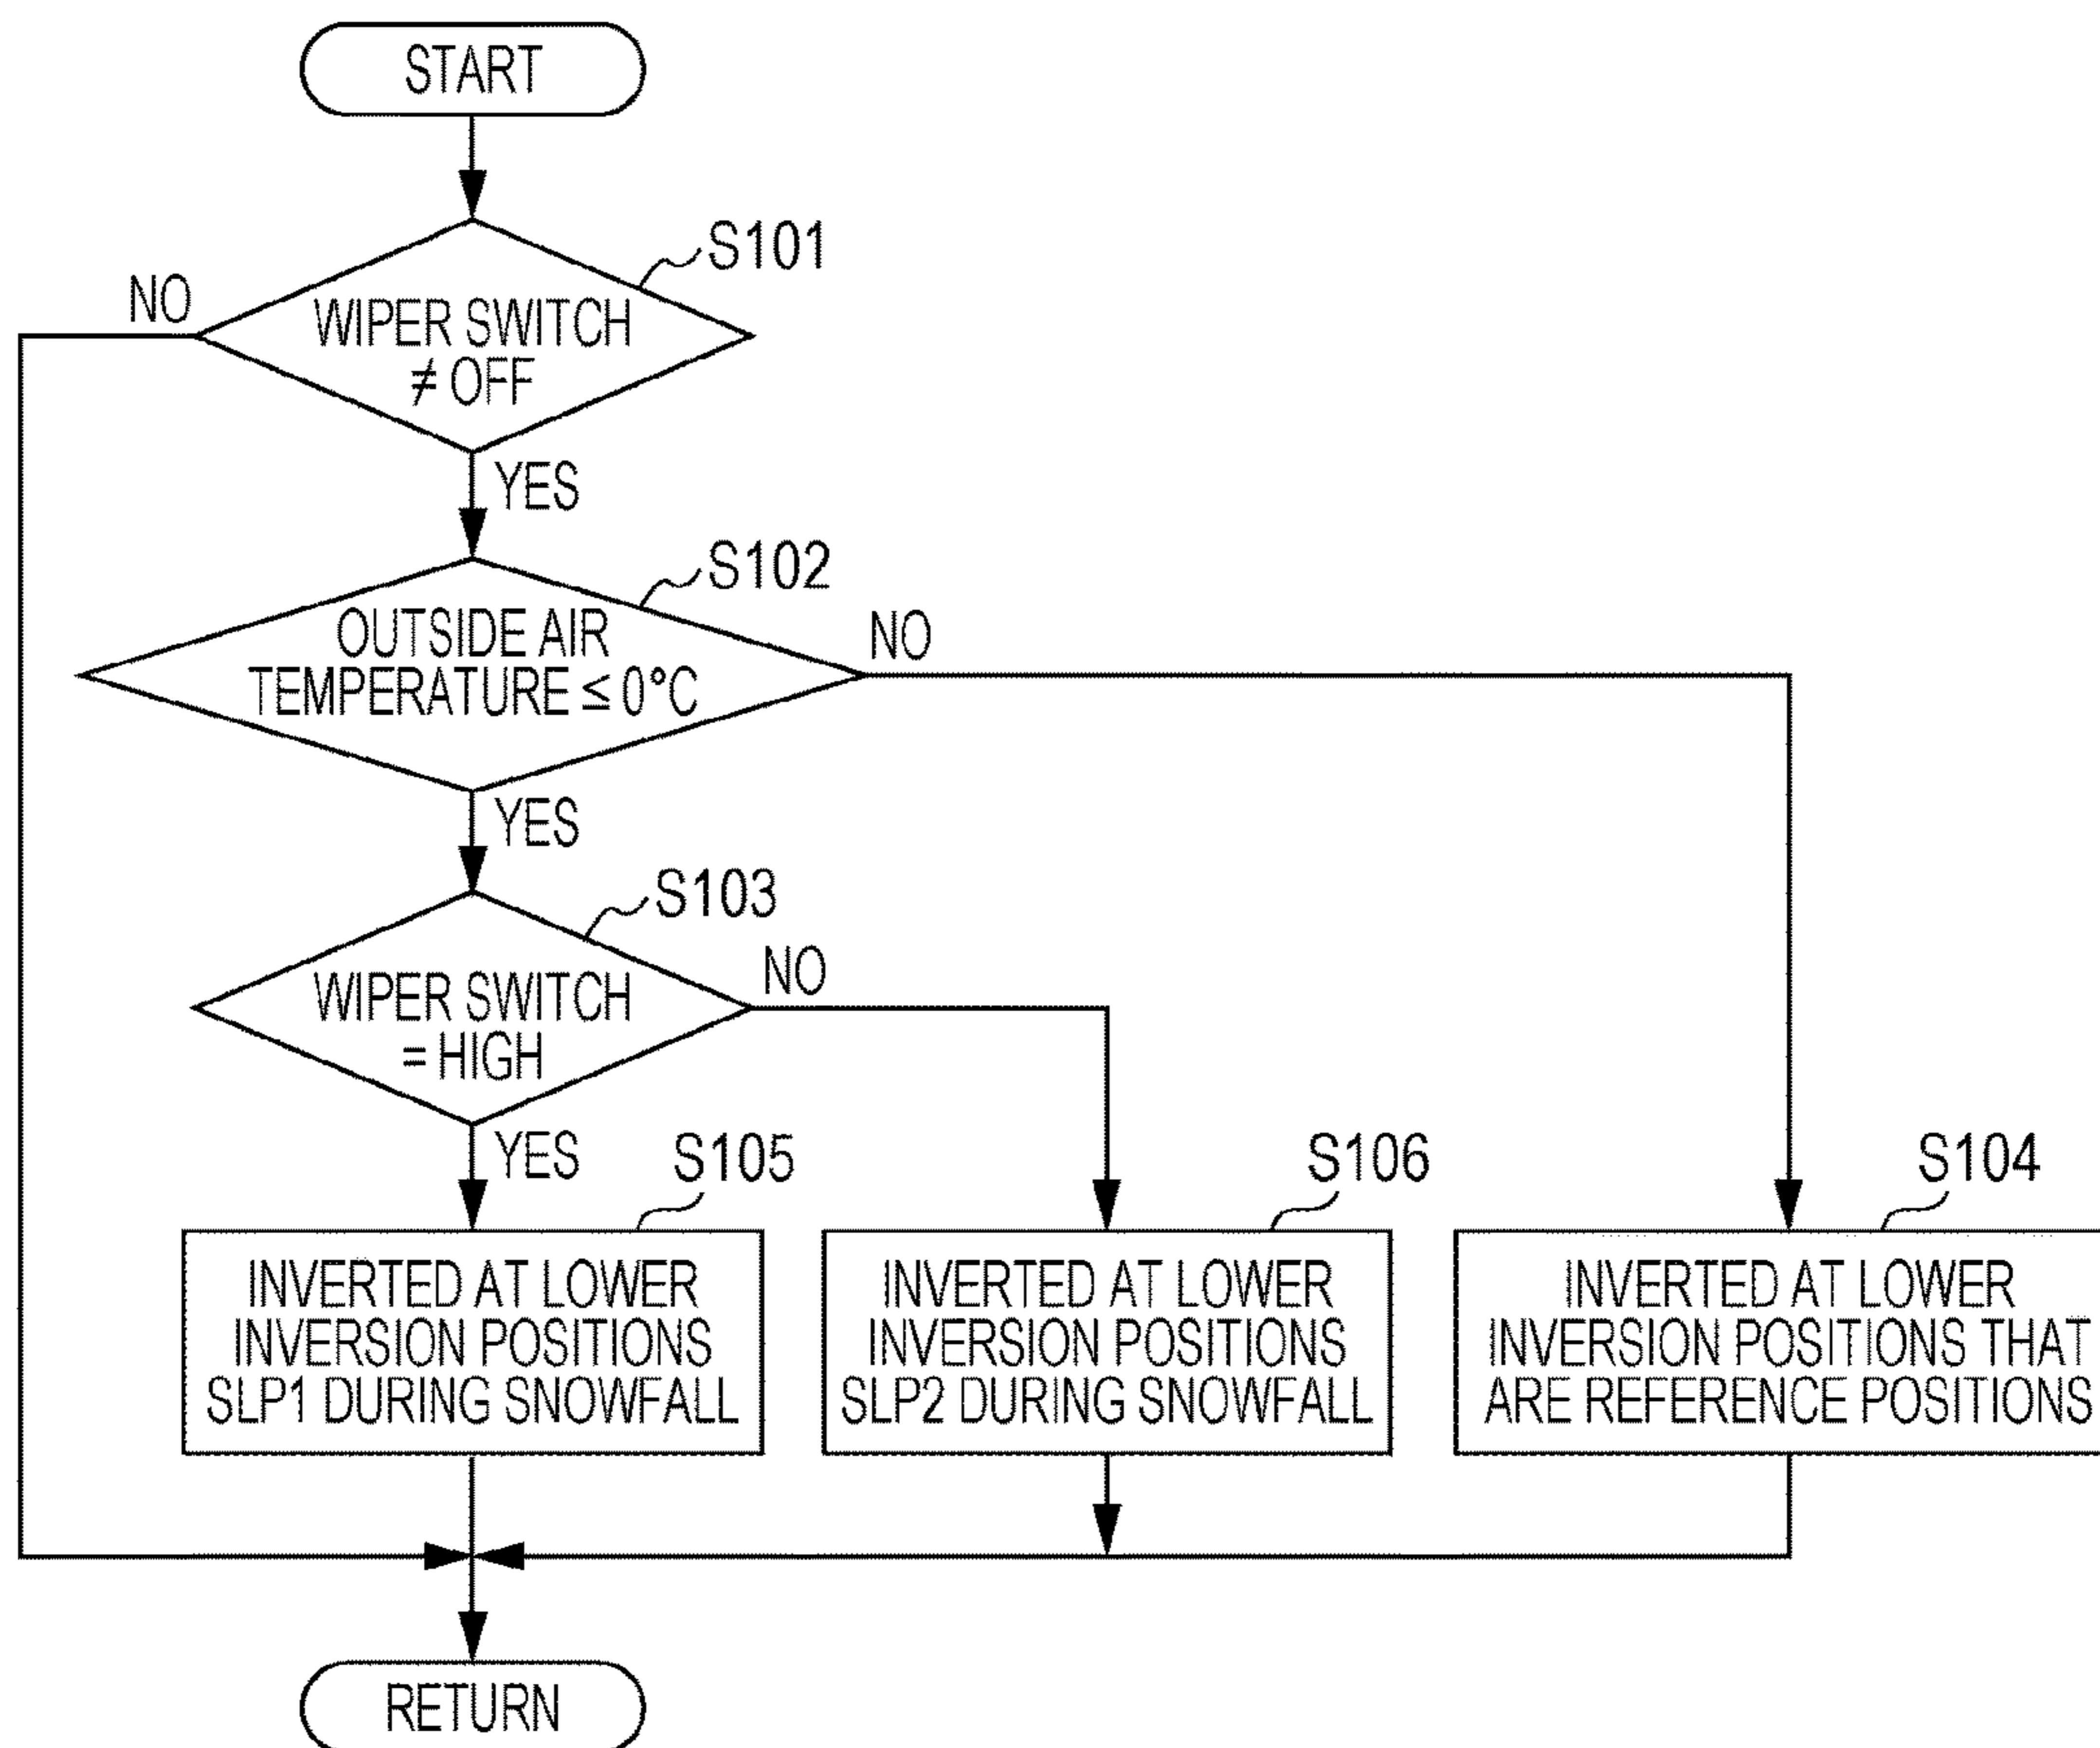 START
S101
NO
WIPER SWITCH
≠ OFF
YES
S102
OUTSIDE AIR
TEMPERATURE ≤ 0°C
NO
YES
S103
WIPER SWITCH
= HIGH
NO
YES
S105
INVERTED AT LOWER
INVERSION POSITIONS
SLP1 DURING SNOWFALL
S106
INVERTED AT LOWER
INVERSION POSITIONS
SLP2 DURING SNOWFALL
S104
INVERTED AT LOWER
INVERSION POSITIONS THAT
ARE REFERENCE POSITIONS
RETURN